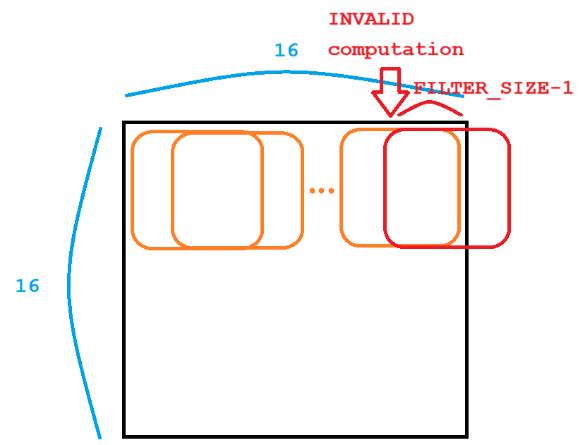 INVALID
16 computation
FILTER_SIZE-1
...
16